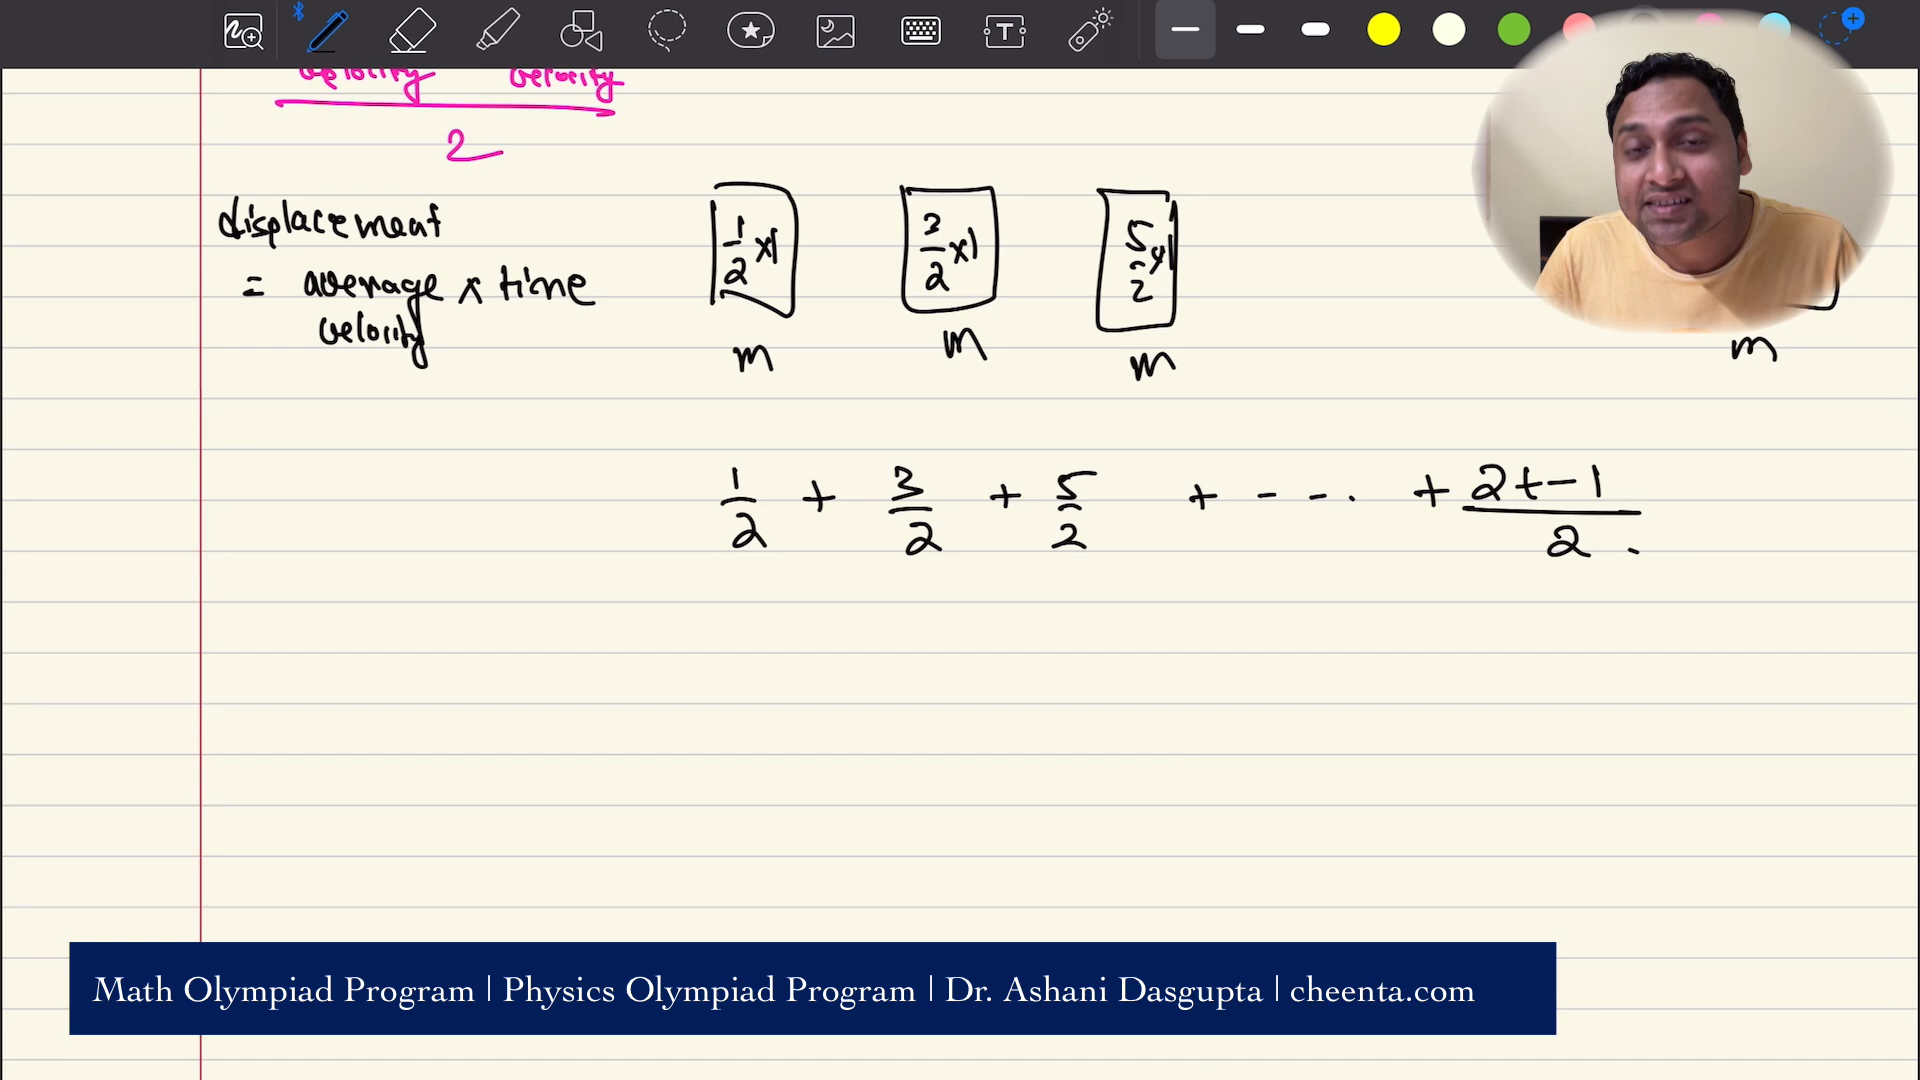 velocity velocity
2
displacement
= average × time
velocity
1/2 ×1
m
3/2 ×1
m
5/2 ×1
m
m
1/2 + 3/2 + 5/2 + - - . + 2t-1/2 .
Math Olympiad Program | Physics Olympiad Program | Dr. Ashani Dasgupta | cheenta.com